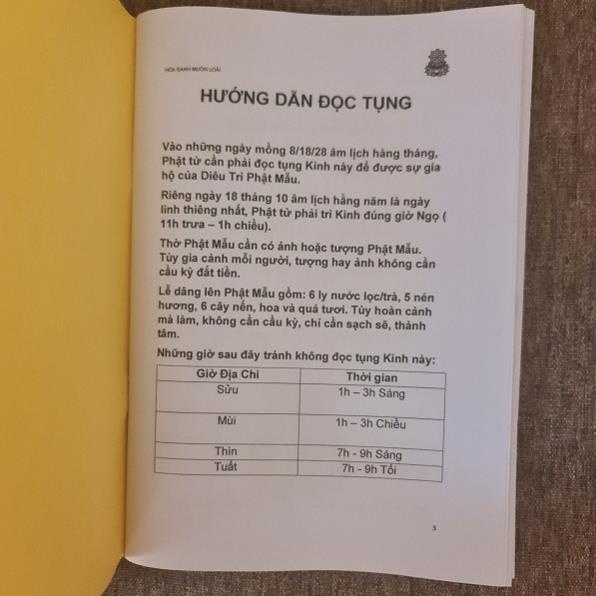 HÓA SANH MUÔN LOÀI
HƯỚNG DẪN ĐỌC TỤNG
Vào những ngày mồng 8/18/28 âm lịch hàng tháng,
Phật tử cần phải đọc tụng Kinh này để được sự gia
hộ của Diêu Trì Phật Mẫu.
Riêng ngày 18 tháng 10 âm lịch hằng năm là ngày
linh thiêng nhất, Phật tử phải trì Kinh đúng giờ Ngọ (
11h trưa – 1h chiều).
Thờ Phật Mẫu cần có ảnh hoặc tượng Phật Mẫu.
Tùy gia cảnh mỗi người, tượng hay ảnh không cần
cầu kỳ đắt tiền.
Lễ dâng lên Phật Mẫu gồm: 6 ly nước lọc/trà, 5 nén
hương, 6 cây nến, hoa và quả tươi. Tùy hoàn cảnh
mà làm, không cần cầu kỳ, chỉ cần sạch sẽ, thành
tâm.
Những giờ sau đây tránh không đọc tụng Kinh này:
Giờ Địa Chi Thời gian
Sửu 1h – 3h Sáng
Mùi 1h – 3h Chiều
Thìn 7h - 9h Sáng
Tuất 7h - 9h Tối
3